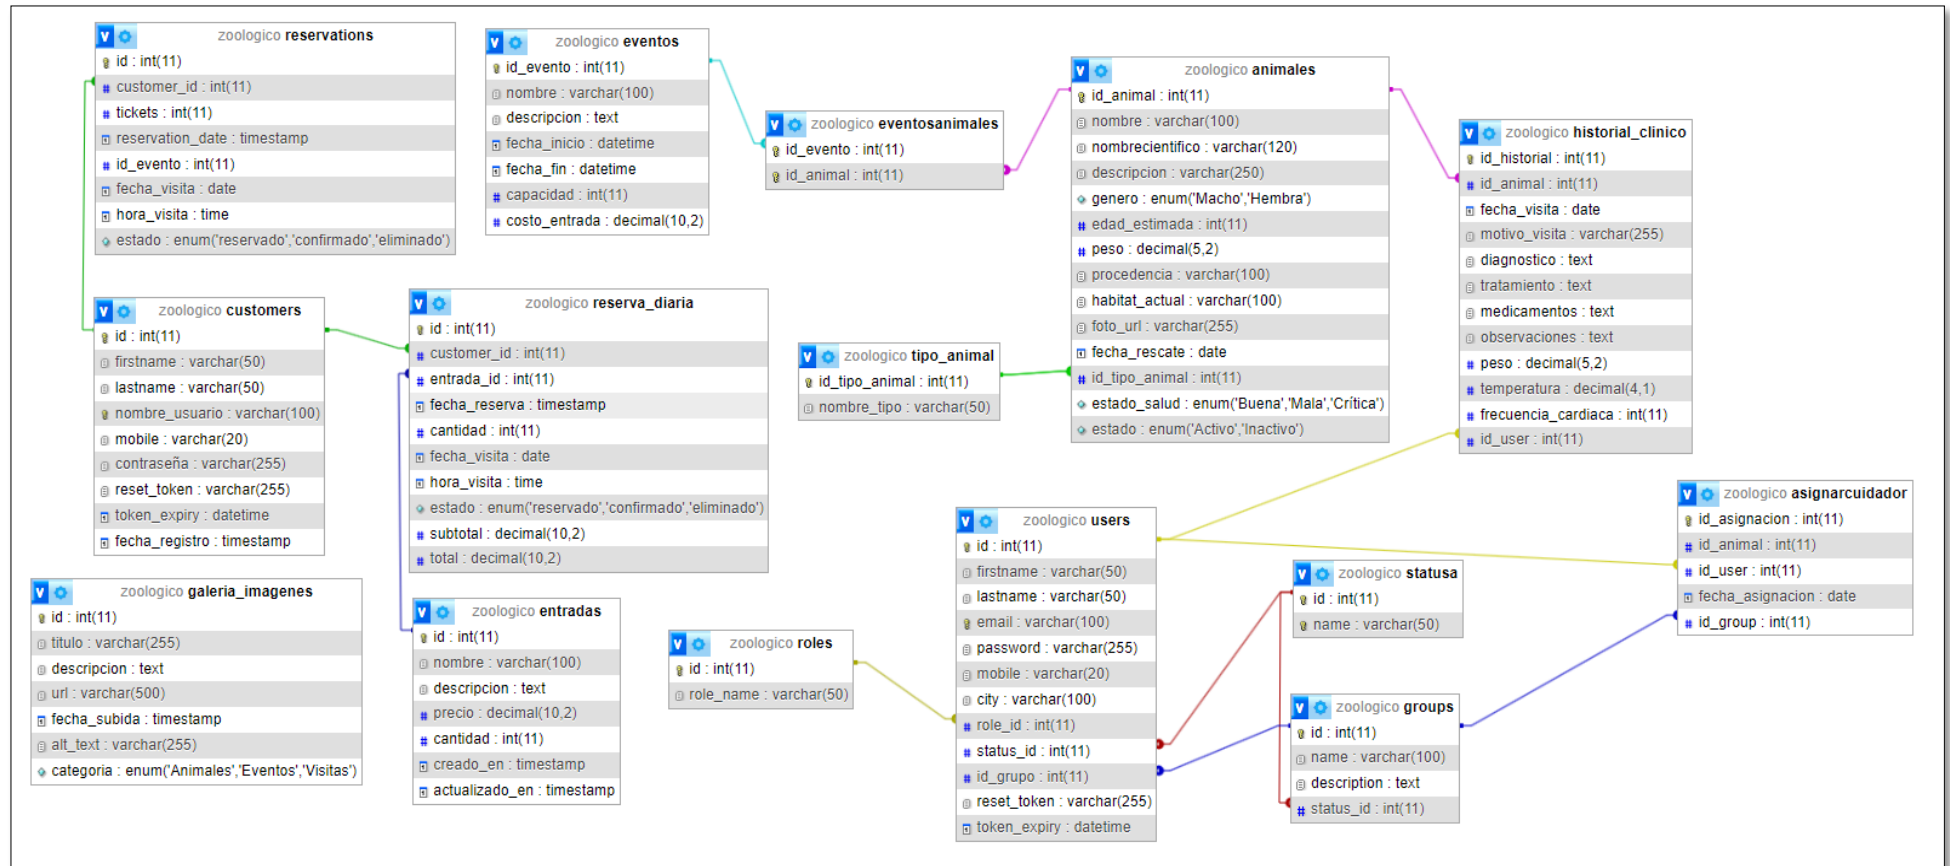 zoologico reservations
id : int(11)
customer_id : int(11)
tickets : int(11)
reservation_date : timestamp
id_evento : int(11)
fecha_visita : date
hora_visita : time
estado : enum('reservado','confirmado','eliminado')
zoologico eventos
id_evento : int(11)
nombre : varchar(100)
descripcion : text
fecha_inicio : datetime
fecha_fin : datetime
capacidad : int(11)
costo_entrada : decimal(10,2)
zoologico eventosanimales
id_evento : int(11)
id_animal : int(11)
zoologico animales
id_animal : int(11)
nombre : varchar(100)
nombrecientifico : varchar(120)
descripcion : varchar(250)
genero : enum('Macho','Hembra')
edad_estimada : int(11)
peso : decimal(5,2)
procedencia : varchar(100)
habitat_actual : varchar(100)
foto_url : varchar(255)
fecha_rescate : date
id_tipo_animal : int(11)
estado_salud : enum('Buena','Mala','Crítica')
estado : enum('Activo','Inactivo')
zoologico historial_clinico
id_historial : int(11)
id_animal : int(11)
fecha_visita : date
motivo_visita : varchar(255)
diagnostico : text
tratamiento : text
medicamentos : text
observaciones : text
peso : decimal(5,2)
temperatura : decimal(4,1)
frecuencia_cardiaca : int(11)
id_user : int(11)
zoologico customers
id : int(11)
firstname : varchar(50)
lastname : varchar(50)
nombre_usuario : varchar(100)
mobile : varchar(20)
contraseña : varchar(255)
reset_token : varchar(255)
token_expiry : datetime
fecha_registro : timestamp
zoologico reserva_diaria
id : int(11)
customer_id : int(11)
entrada_id : int(11)
fecha_reserva : timestamp
cantidad : int(11)
fecha_visita : date
hora_visita : time
estado : enum('reservado','confirmado','eliminado')
subtotal : decimal(10,2)
total : decimal(10,2)
zoologico tipo_animal
id_tipo_animal : int(11)
nombre_tipo : varchar(50)
zoologico galeria_imagenes
id : int(11)
titulo : varchar(255)
descripcion : text
url : varchar(500)
fecha_subida : timestamp
alt_text : varchar(255)
categoria : enum('Animales','Eventos','Visitas')
zoologico entradas
id : int(11)
nombre : varchar(100)
descripcion : text
precio : decimal(10,2)
cantidad : int(11)
creado_en : timestamp
actualizado_en : timestamp
zoologico roles
id : int(11)
role_name : varchar(50)
zoologico users
id : int(11)
firstname : varchar(50)
lastname : varchar(50)
email : varchar(100)
password : varchar(255)
mobile : varchar(20)
city : varchar(100)
role_id : int(11)
status_id : int(11)
id_grupo : int(11)
reset_token : varchar(255)
token_expiry : datetime
zoologico statusa
id : int(11)
name : varchar(50)
zoologico groups
id : int(11)
name : varchar(100)
description : text
status_id : int(11)
zoologico asignarcuidador
id_asignacion : int(11)
id_animal : int(11)
id_user : int(11)
fecha_asignacion : date
id_group : int(11)